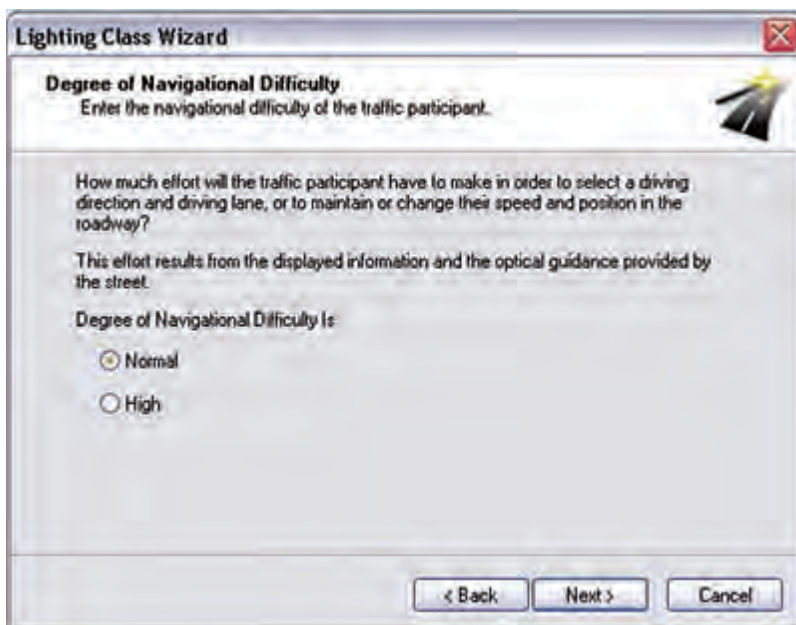 Lighting Class Wizard
Degree of Navigational Difficulty
Enter the navigational difficulty of the traffic participant.
How much effort will the traffic participant have to make in order to select a driving
direction and driving lane, or to maintain or change their speed and position in the
roadway?
This effort results from the displayed information and the optical guidance provided by
the street.
Degree of Navigational Difficulty Is
Normal
High
< Back
Next >
Cancel